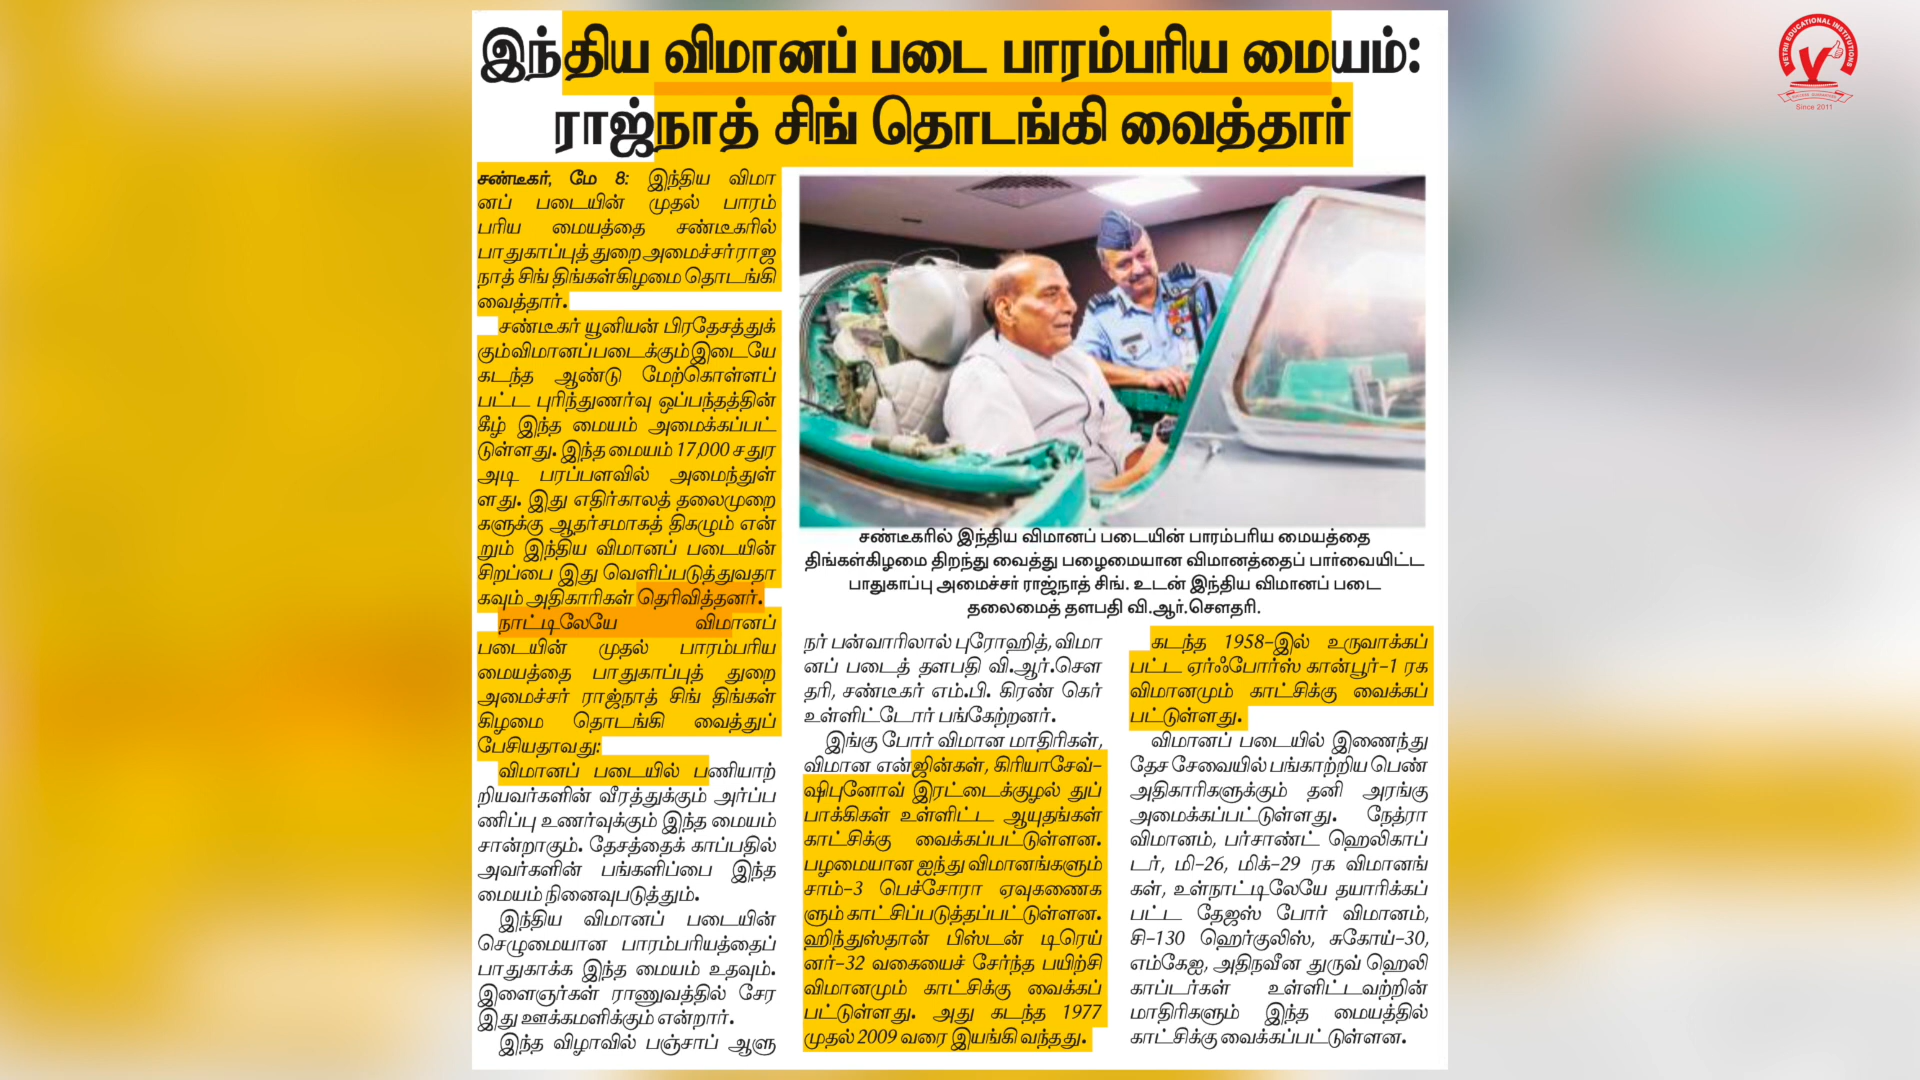 இந்திய விமானப் படை பாரம்பரிய மையம்:
ராஜ்நாத் சிங் தொடங்கி வைத்தார்
சண்டீகர், மே 8: இந்திய விமா
னப் படையின் முதல் பாரம்
பரிய மையத்தை சண்டீகரில்
பாதுகாப்புத் துறை அமைச்சர் ராஜ
நாத் சிங் திங்கள்கிழமை தொடங்கி
வைத்தார்.
சண்டீகர் யூனியன் பிரதேசத்துக்
கும் விமானப்படைக்கும் இடையே
கடந்த ஆண்டு மேற்கொள்ளப்
பட்ட புரிந்துணர்வு ஒப்பந்தத்தின்
கீழ் இந்த மையம் அமைக்கப்பட்
டுள்ளது. இந்த மையம் 17,000 சதுர
அடி பரப்பளவில் அமைந்துள்
ளது. இது எதிர்காலத் தலைமுறை
களுக்கு ஆதர்சமாகத் திகழும் என்
றும் இந்திய விமானப் படையின்
சிறப்பை இது வெளிப்படுத்துவதா
கவும் அதிகாரிகள் தெரிவித்தனர்.
நாட்டிலேயே விமானப்
படையின் முதல் பாரம்பரிய
மையத்தை பாதுகாப்புத் துறை
அமைச்சர் ராஜ்நாத் சிங் திங்கள்
கிழமை தொடங்கி வைத்துப்
பேசியதாவது:
விமானப் படையில் பணியாற்
றியவர்களின் வீரத்துக்கும் அர்ப்ப
ணிப்பு உணர்வுக்கும் இந்த மையம்
சான்றாகும். தேசத்தைக் காப்பதில்
அவர்களின் பங்களிப்பை இந்த
மையம் நினைவுபடுத்தும்.
இந்திய விமானப் படையின்
செழுமையான பாரம்பரியத்தைப்
பாதுகாக்க இந்த மையம் உதவும்.
இளைஞர்கள் ராணுவத்தில் சேர
இது ஊக்கமளிக்கும் என்றார்.
இந்த விழாவில் பஞ்சாப் ஆளு
சண்டீகரில் இந்திய விமானப் படையின் பாரம்பரிய மையத்தை
திங்கள்கிழமை திறந்து வைத்து பழைமையான விமானத்தைப் பார்வையிட்ட
பாதுகாப்பு அமைச்சர் ராஜ்நாத் சிங். உடன் இந்திய விமானப் படை
தலைமைத் தளபதி வி.ஆர்.சௌதரி.
நர் பன்வாரிலால் புரோஹித், விமா
னப் படைத் தளபதி வி.ஆர்.சௌ
தரி, சண்டீகர் எம்.பி. கிரண் கெர்
உள்ளிட்டோர் பங்கேற்றனர்.
இங்கு போர் விமான மாதிரிகள்,
விமான என்ஜின்கள், கிரியாசேவ்–
ஷிபுனோவ் இரட்டைக்குழல் துப்
பாக்கிகள் உள்ளிட்ட ஆயுதங்கள்
காட்சிக்கு வைக்கப்பட்டுள்ளன.
பழமையான ஐந்து விமானங்களும்
சாம்–3 பெச்சோரா ஏவுகணைக
ளும் காட்சிப்படுத்தப்பட்டுள்ளன.
ஹிந்துஸ்தான் பிஸ்டன் டிரெய்
னர்–32 வகையைச் சேர்ந்த பயிற்சி
விமானமும் காட்சிக்கு வைக்கப்
பட்டுள்ளது. அது கடந்த 1977
முதல் 2009 வரை இயங்கி வந்தது.
கடந்த 1958–இல் உருவாக்கப்
பட்ட ஏர்ஃபோர்ஸ் கான்பூர்–1 ரக
விமானமும் காட்சிக்கு வைக்கப்
பட்டுள்ளது.
விமானப் படையில் இணைந்து
தேச சேவையில் பங்காற்றிய பெண்
அதிகாரிகளுக்கும் தனி அரங்கு
அமைக்கப்பட்டுள்ளது. நேத்ரா
விமானம், பர்சாண்ட் ஹெலிகாப்
டர், மி–26, மிக்–29 ரக விமானங்
கள், உள்நாட்டிலேயே தயாரிக்கப்
பட்ட தேஜஸ் போர் விமானம்,
சி–130 ஹெர்குலிஸ், சுகோய்–30,
எம்கேஐ, அதிநவீன துருவ் ஹெலி
காப்டர்கள் உள்ளிட்டவற்றின்
மாதிரிகளும் இந்த மையத்தில்
காட்சிக்கு வைக்கப்பட்டுள்ளன.
VETRII EDUCATIONAL INSTITUTIONS
Since 2011